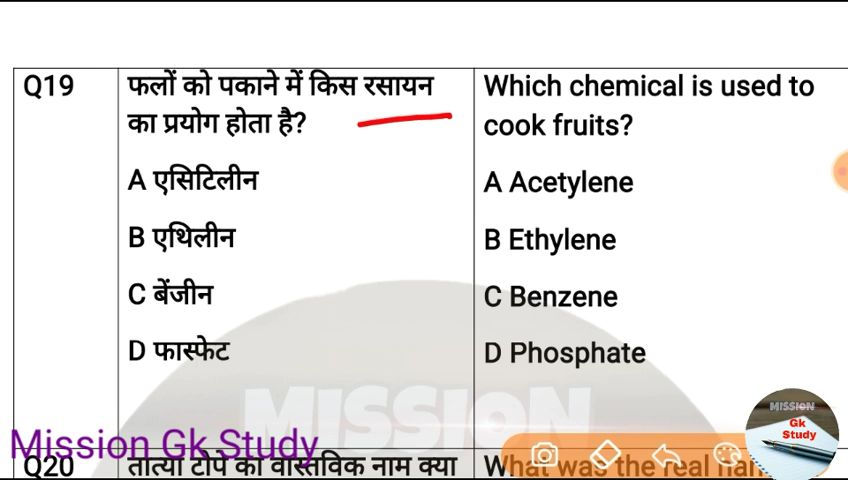 Q19
फलों को पकाने में किस रसायन
का प्रयोग होता है?
A एसिटिलीन
B एथिलीन
C बेंजीन
D फास्फेट
Which chemical is used to
cook fruits?
A Acetylene
B Ethylene
C Benzene
D Phosphate
MISSION
MISSION
Gk
Study
Mission Gk Study
Q20
तात्या टोपे का वास्तविक नाम क्या
What was the real